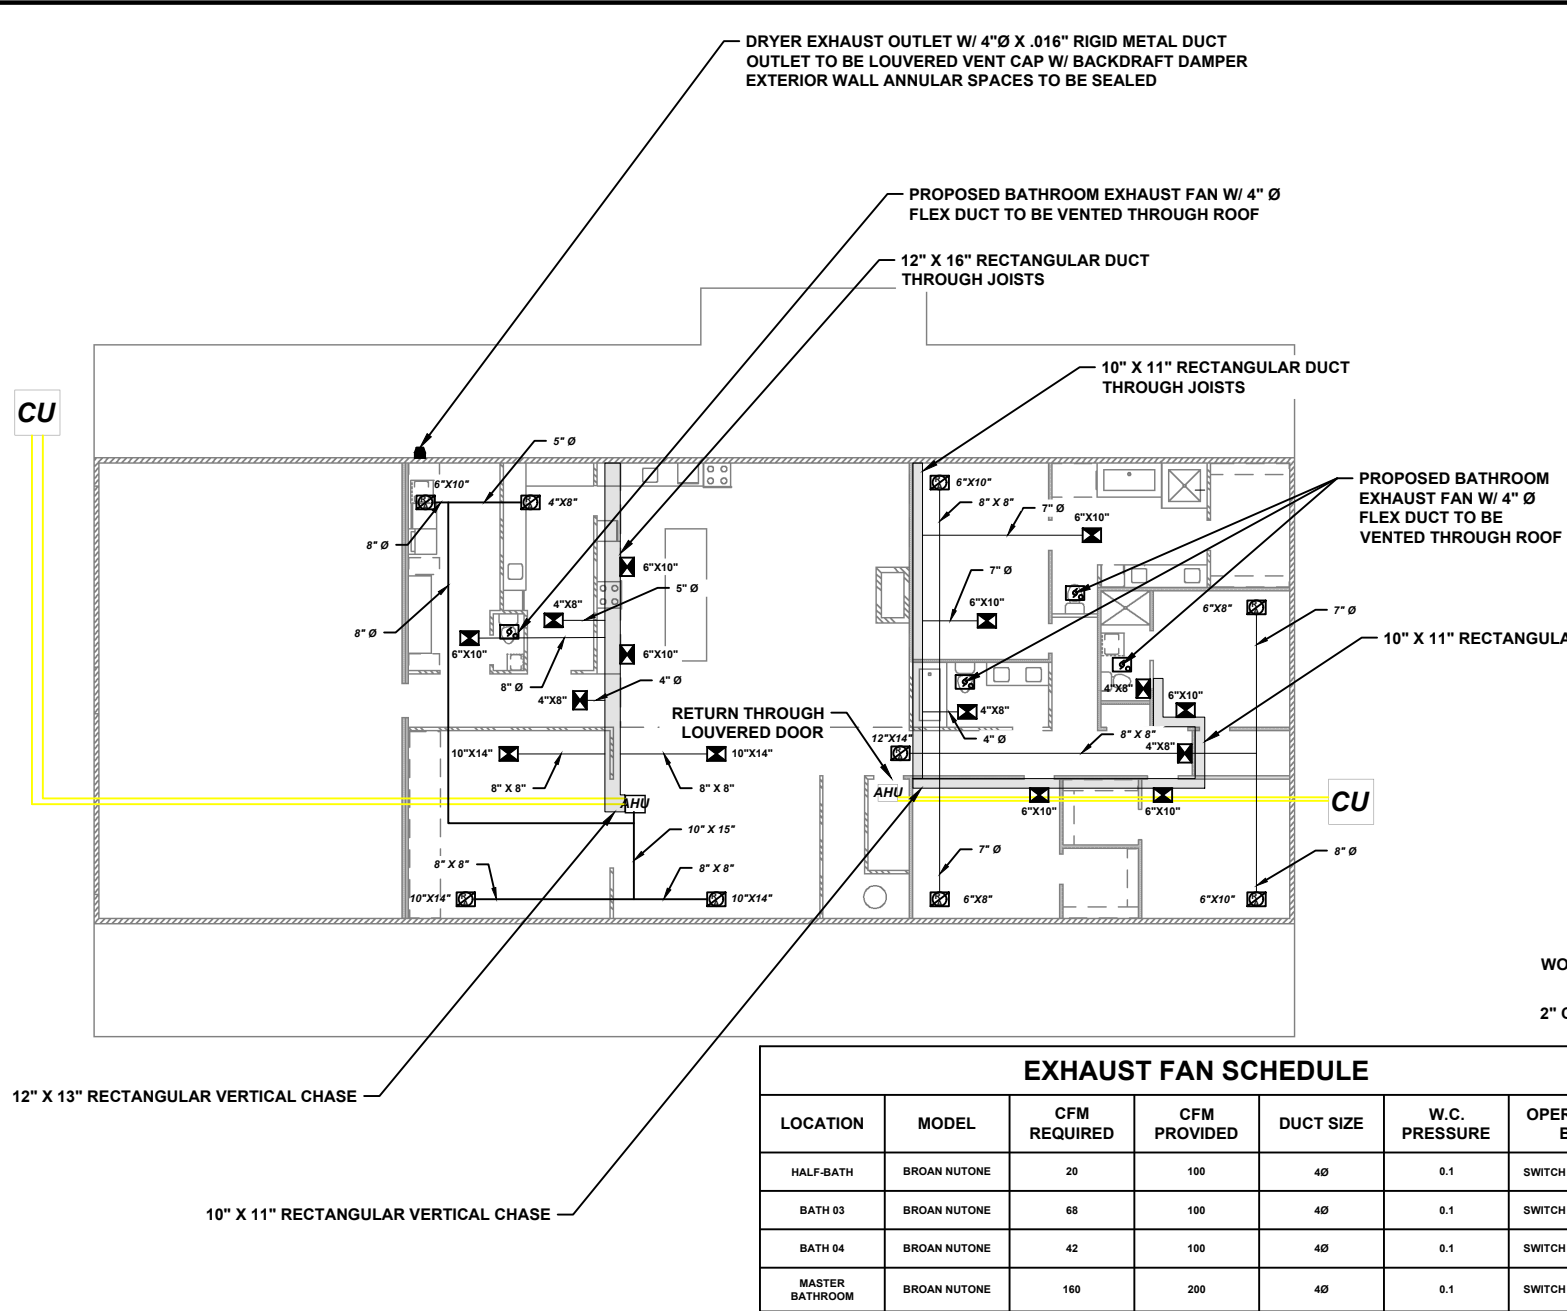 DRYER EXHAUST OUTLET W/ 4"Ø X .016" RIGID METAL DUCT
OUTLET TO BE LOUVERED VENT CAP W/ BACKDRAFT DAMPER
EXTERIOR WALL ANNULAR SPACES TO BE SEALED
PROPOSED BATHROOM EXHAUST FAN W/ 4" Ø
FLEX DUCT TO BE VENTED THROUGH ROOF
12" X 16" RECTANGULAR DUCT
THROUGH JOISTS
10" X 11" RECTANGULAR DUCT
THROUGH JOISTS
CU
5" Ø
6"X10"
4"X8"
6"X10"
8" X 8"
7" Ø
6"X10"
PROPOSED BATHROOM
EXHAUST FAN W/ 4" Ø
FLEX DUCT TO BE
VENTED THROUGH ROOF
8" Ø
6"X10"
7" Ø
5" Ø
4"X8"
6"X10"
6"X8"
7" Ø
8" Ø
6"X10"
6"X10"
10" X 11" RECTANGULA
8" Ø
4" Ø
4"X8"
4"X8"
6"X10"
RETURN THROUGH
LOUVERED DOOR
4"X8"
4" Ø
12"X14"
8" X 8"
4"X8"
10"X14"
10"X14"
8" X 8"
8" X 8"
AHU
AHU
CU
6"X10"
6"X10"
10" X 15"
7" Ø
8" Ø
8" X 8"
8" X 8"
10"X14"
10"X14"
6"X8"
6"X10"
WO
2" C
12" X 13" RECTANGULAR VERTICAL CHASE
10" X 11" RECTANGULAR VERTICAL CHASE
EXHAUST FAN SCHEDULE
LOCATION MODEL CFM REQUIRED CFM PROVIDED DUCT SIZE W.C. PRESSURE OPER
HALF-BATH BROAN NUTONE 20 100 4Ø 0.1 SWITCH
BATH 03 BROAN NUTONE 68 100 4Ø 0.1 SWITCH
BATH 04 BROAN NUTONE 42 100 4Ø 0.1 SWITCH
MASTER BATHROOM BROAN NUTONE 160 200 4Ø 0.1 SWITCH